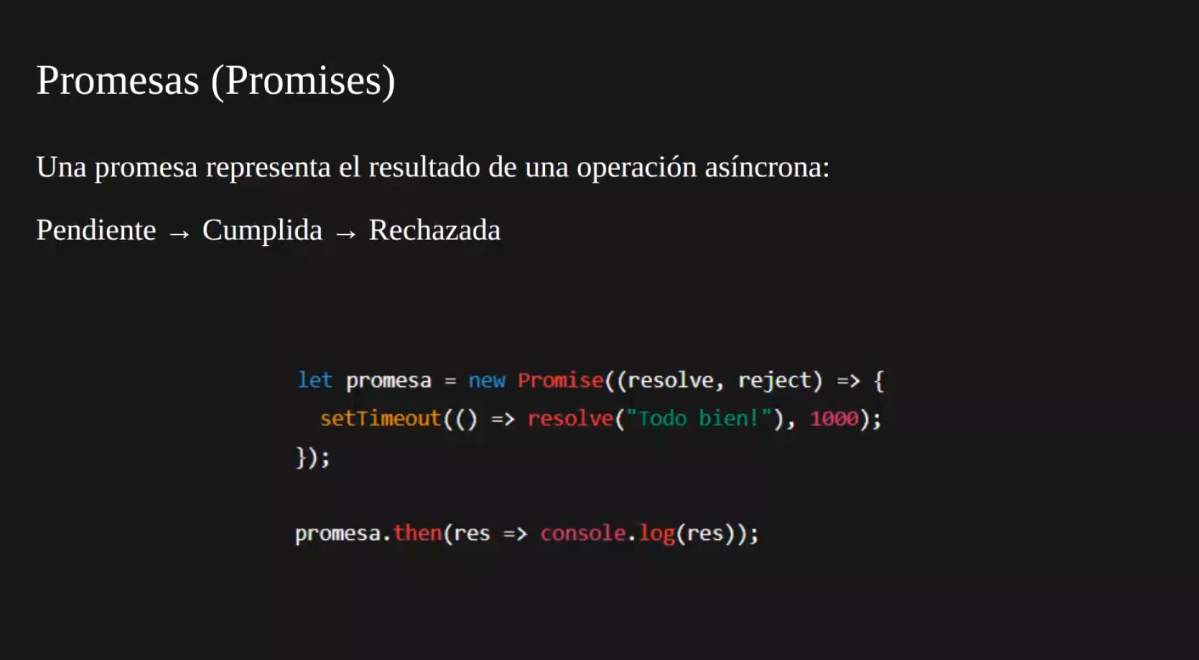 Promesas (Promises)
Una promesa representa el resultado de una operación asíncrona:
Pendiente → Cumplida → Rechazada
let promesa = new Promise((resolve, reject) => {
  setTimeout(() => resolve("Todo bien!"), 1000);
});
promesa.then(res => console.log(res));